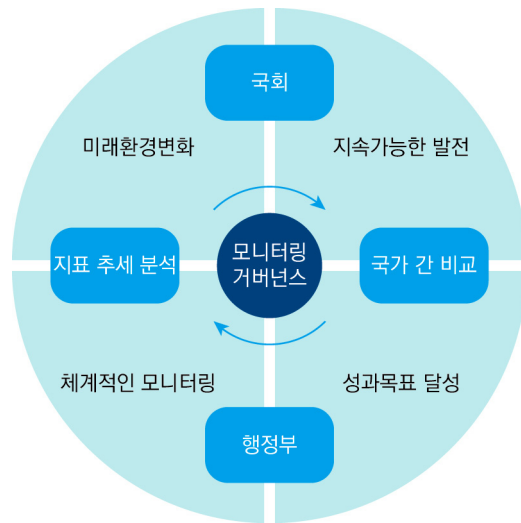 국회
미래환경변화
지속가능한 발전
지표 추세 분석
모니터링
거버넌스
국가 간 비교
체계적인 모니터링
성과목표 달성
행정부